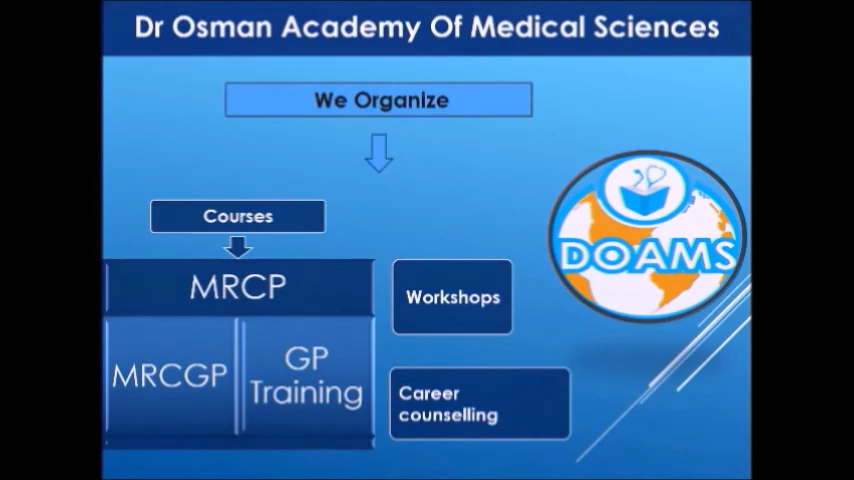 Dr Osman Academy Of Medical Sciences
We Organize
Courses
MRCP
MRCGP
GP
Training
Workshops
Career
counselling
DOAMS